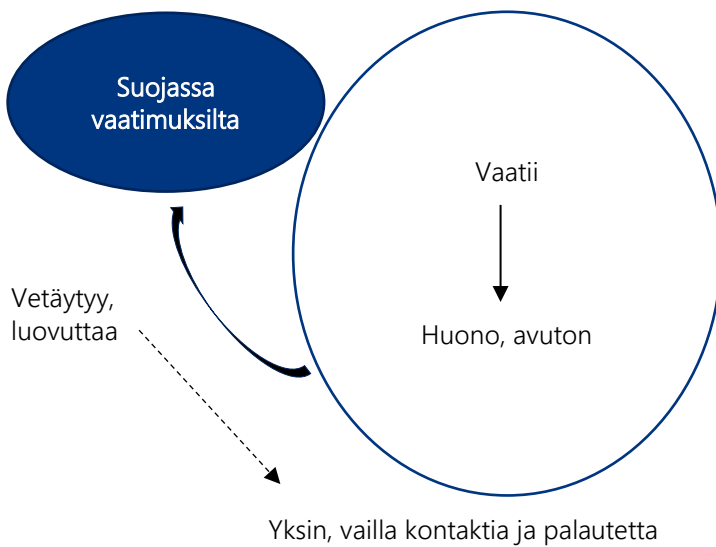 Suojassa
vaatimuksilta
Vaatii
Vetäytyy,
luovuttaa
Huono, avuton
Yksin, vailla kontaktia ja palautetta